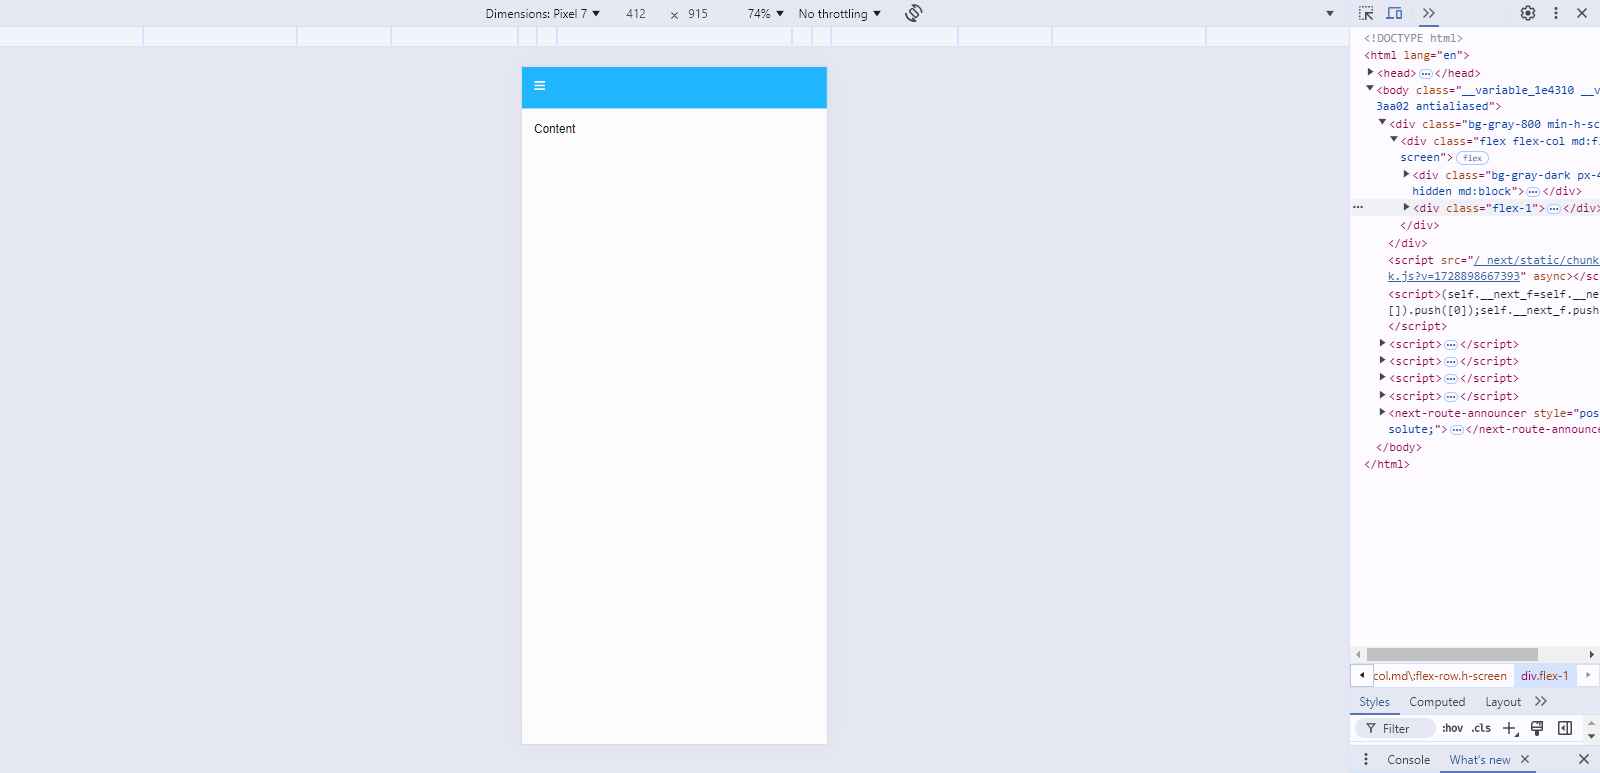 Dimensions: Pixel 7 412 × 915 74% No throttling
Content
<!DOCTYPE html>
<html lang="en">
<head> ••• </head>
<body class="__variable_1e4310 __v
3aa02 antialiased">
<div class="bg-gray-800 min-h-sc
<div class="flex flex-col md:fl
screen"> flex
<div class="bg-gray-dark px-4
hidden md:block"> ••• </div>
••• <div class="flex-1"> ••• </div>
</div>
</div>
<script src="/_next/static/chunk
k.js?v=1728898667393" async></sc
<script>(self.__next_f=self.__ne
[]).push([0]);self.__next_f.push
</script>
<script> ••• </script>
<script> ••• </script>
<script> ••• </script>
<script> ••• </script>
<next-route-announcer style="pos
solute;"> ••• </next-route-announce
</body>
</html>
col.md\:flex-row.h-screen div.flex-1
Styles Computed Layout
Filter :hov .cls
Console What's new